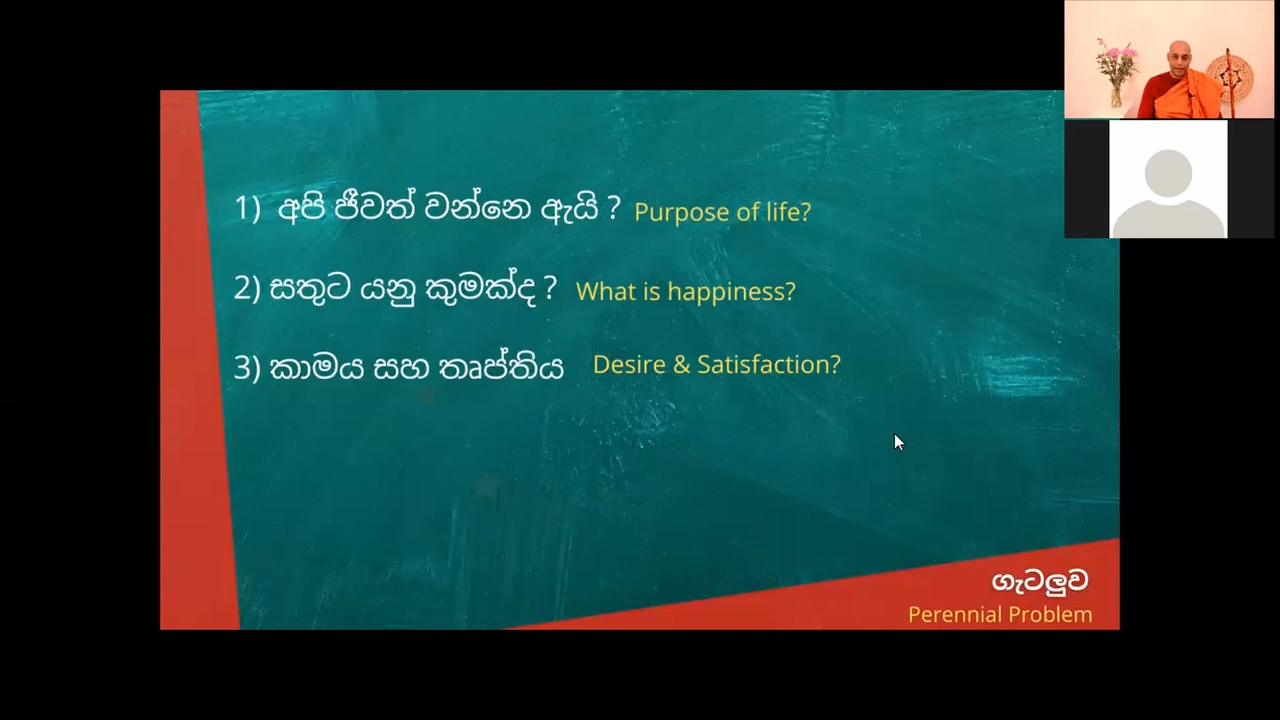 1) අපි ජීවත් වන්නෙ ඇයි ? Purpose of life?
2) සතුට යනු කුමක්ද ? What is happiness?
3) කාමය සහ තෘප්තිය Desire & Satisfaction?
ගැටලුව
Perennial Problem